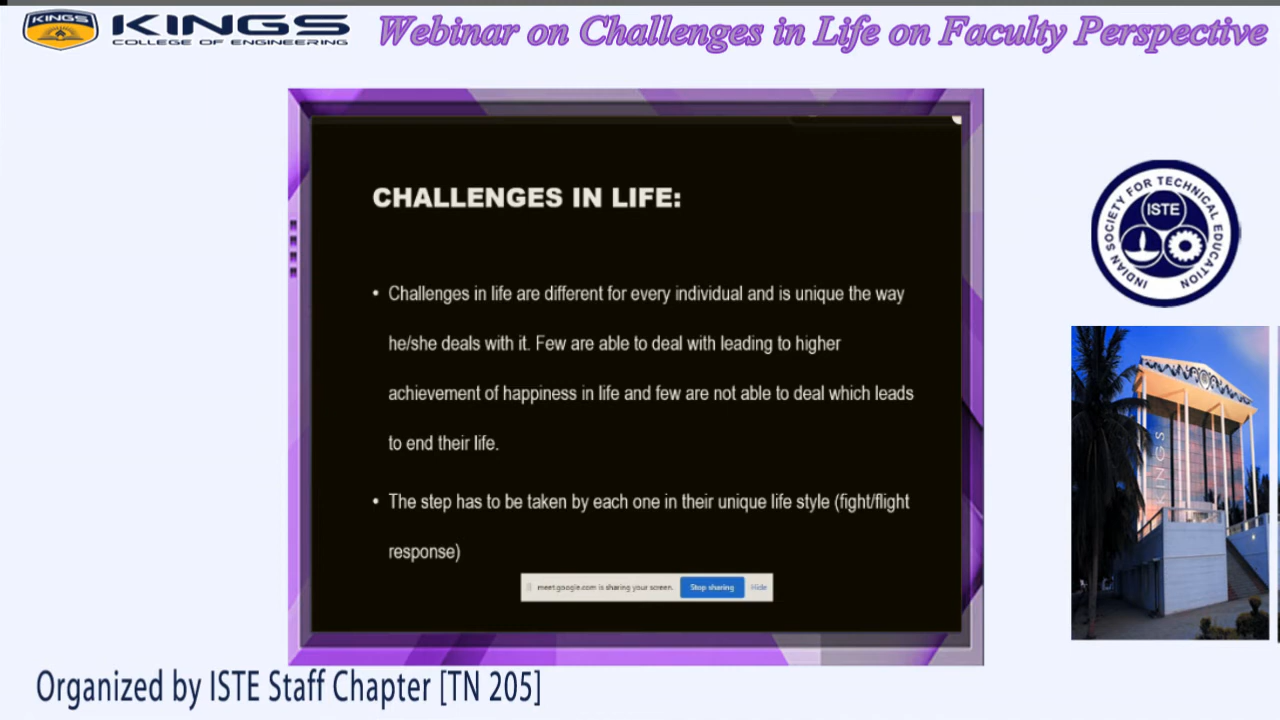 KINGS
KINGS
COLLEGE OF ENGINEERING
Webinar on Challenges in Life on Faculty Perspective
CHALLENGES IN LIFE:
• Challenges in life are different for every individual and is unique the way
he/she deals with it. Few are able to deal with leading to higher
achievement of happiness in life and few are not able to deal which leads
to end their life.
• The step has to be taken by each one in their unique life style (fight/flight
response)
meet.google.com is sharing your screen.
Stop sharing
Hide
INDIAN SOCIETY FOR TECHNICAL EDUCATION
ISTE
KINGS
Organized by ISTE Staff Chapter [TN 205]